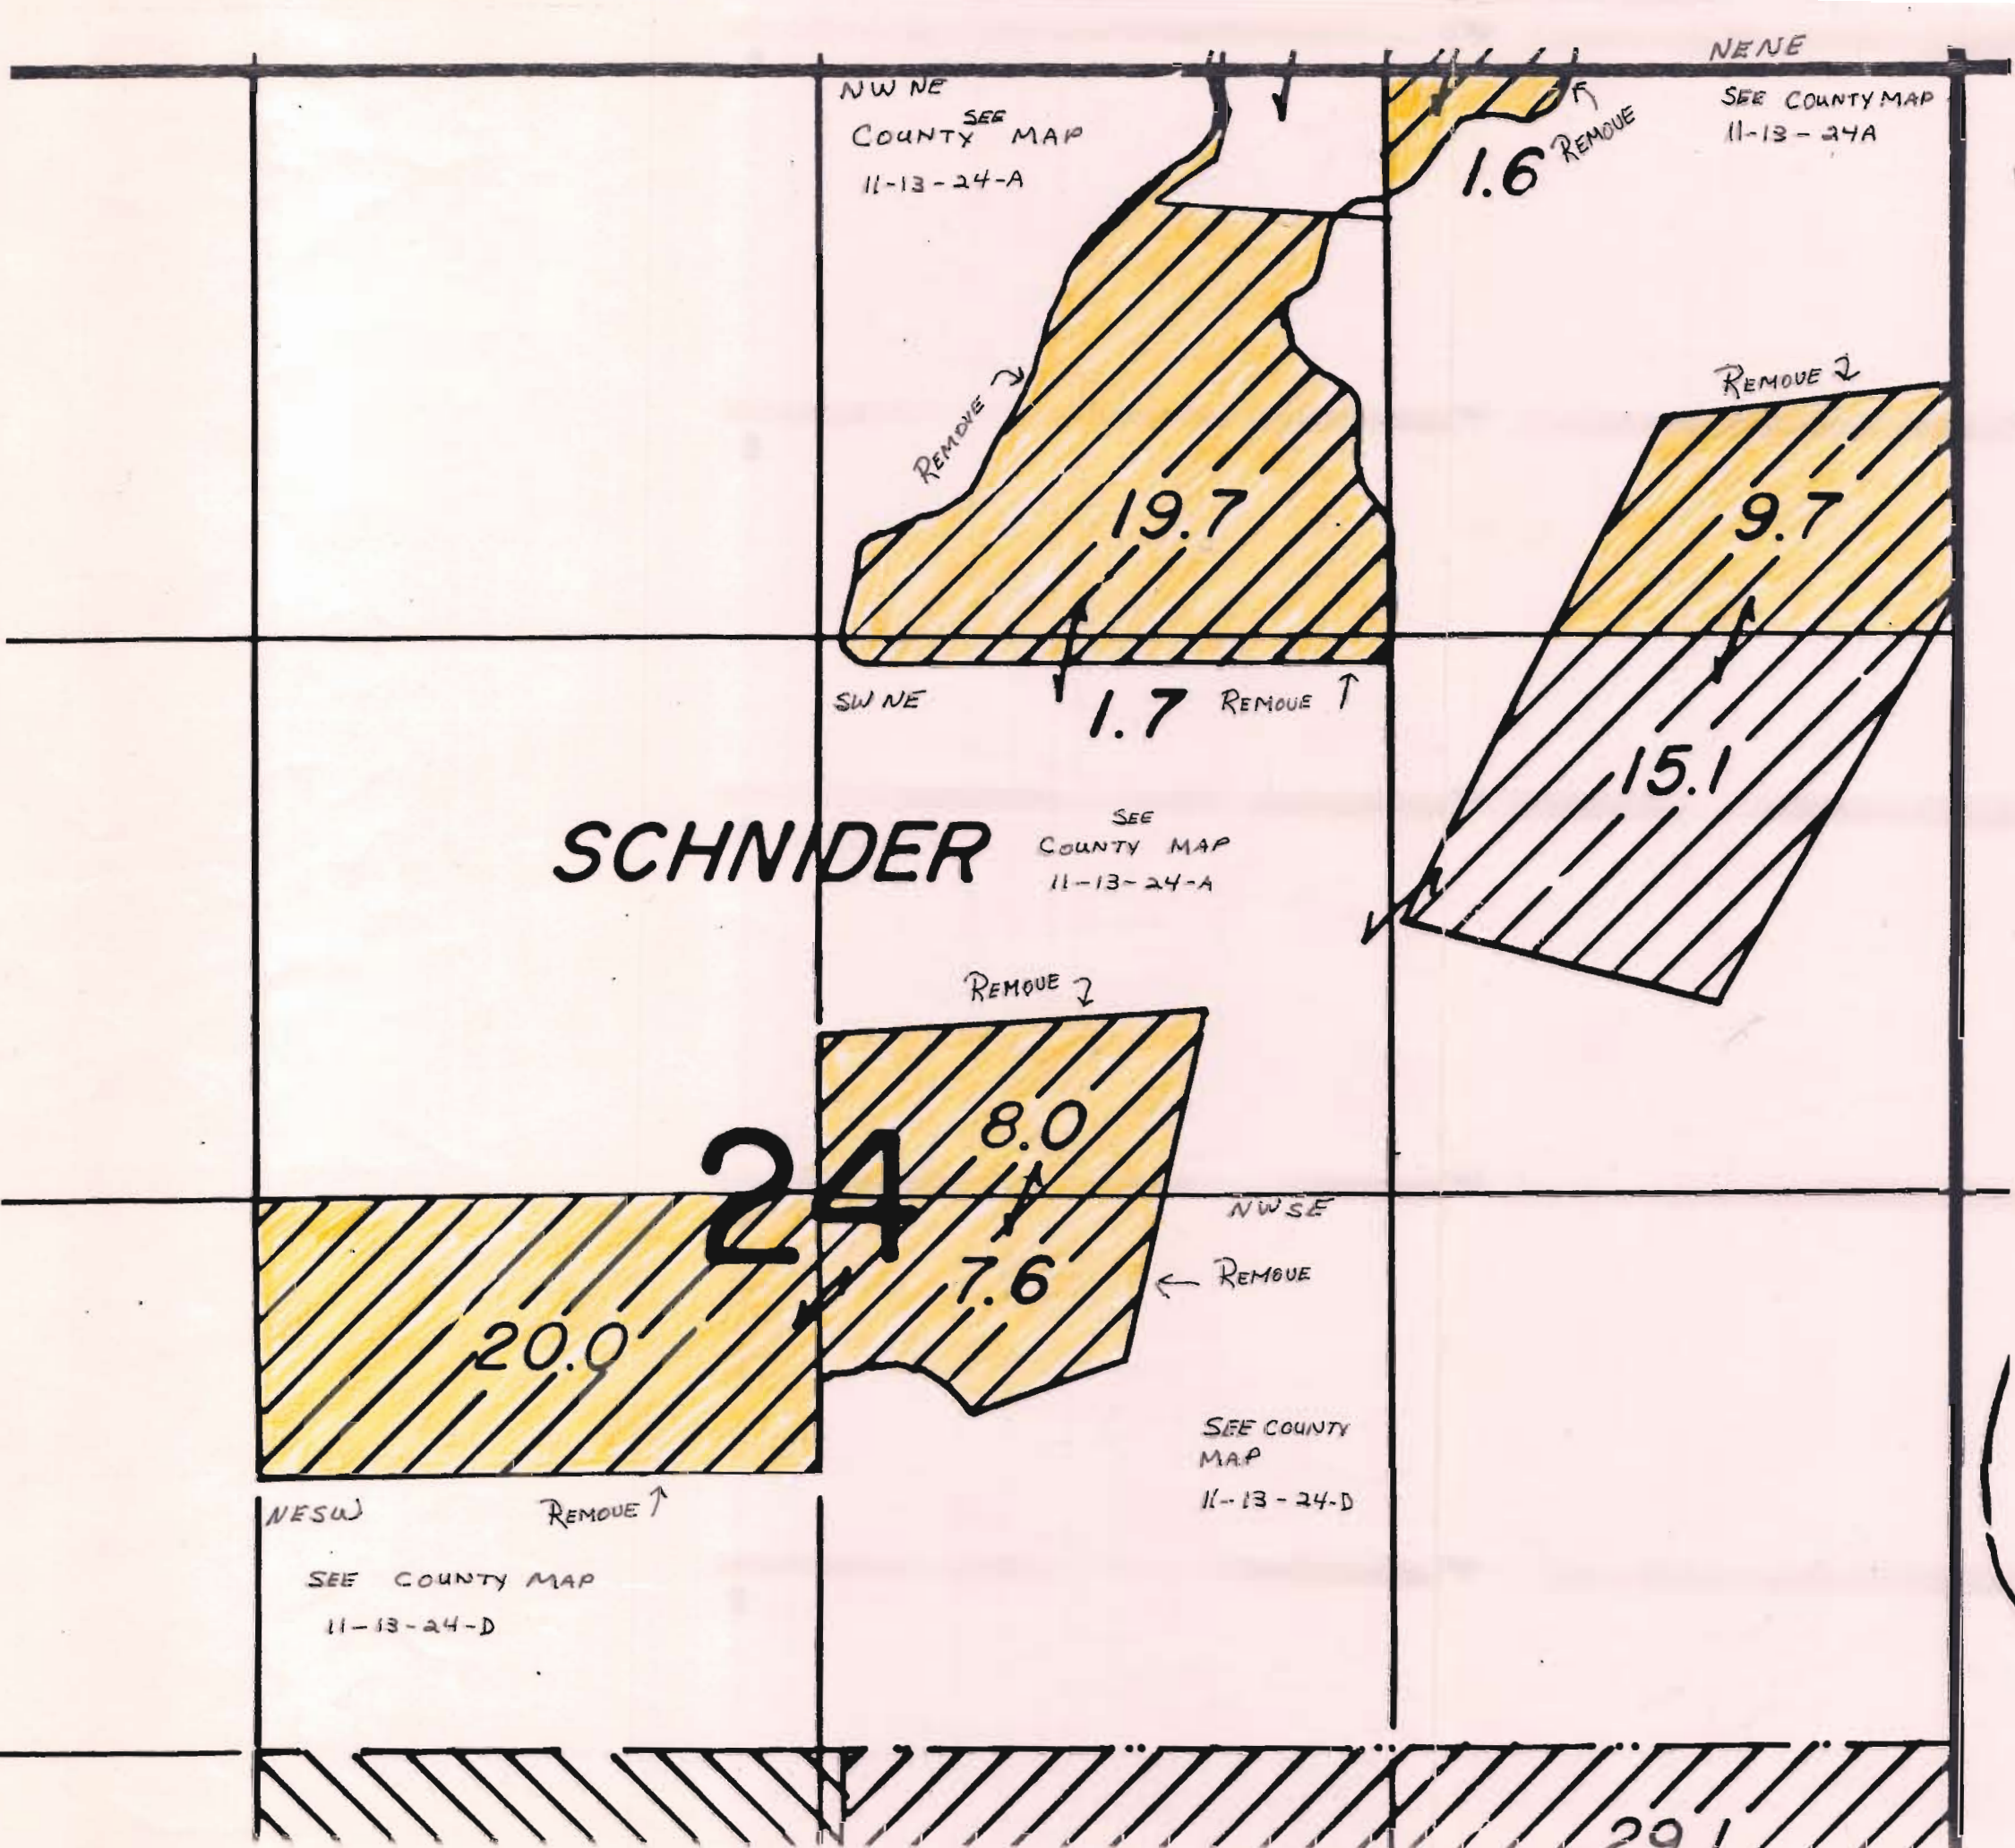 NENE
NW NE
SEE
COUNTY MAP
11-13-24-A
SEE COUNTY MAP
11-13-24A
REMOVE
1.6
REMOVE
REMOVE
19.7
9.7
SW NE
1.7
REMOVE
15.1
SCHNIDER
SEE
COUNTY MAP
11-13-24-A
REMOVE
8.0
24
NWSE
7.6
REMOVE
20.0
SEE COUNTY
MAP
11-13-24-D
NESW
REMOVE
SEE COUNTY MAP
11-13-24-D
29.1